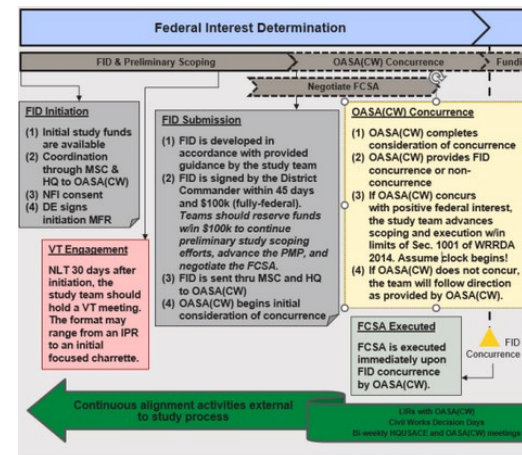 Federal Interest Determination
FID & Preliminary Scoping
OASA(CW) Concurrence
Fundi
Negotiate FCSA
FID Initiation
(1) Initial study funds
are available
(2) Coordination
through MSC &
HQ to OASA(CW)
(3) NFI consent
(4) DE signs
initiation MFR
VT Engagement
NLT 30 days after
initiation, the
study team should
hold a VT meeting.
The format may
range from an IPR
to an initial
focused charrette.
FID Submission
(1) FID is developed in
accordance with provided
guidance by the study team
(2) FID is signed by the District
Commander within 45 days
and $100k (fully-federal).
Teams should reserve funds
w/in $100k to continue
preliminary study scoping
efforts, advance the PMP, and
negotiate the FCSA.
(3) FID is sent thru MSC and HQ
to OASA(CW)
(4) OASA(CW) begins initial
consideration of concurrence
OASA(CW) Concurrence
(1) OASA(CW) completes
consideration of concurrence
(2) OASA(CW) provides FID
concurrence or non-
concurrence
(3) If OASA(CW) concurs
with positive federal interest,
the study team advances
scoping and execution w/in
limits of Sec. 1001 of WRRDA
2014. Assume clock begins!
(4) If OASA(CW) does not concur,
the team will follow direction
as provided by OASA(CW).
FCSA Executed
FCSA is executed
immediately upon
FID concurrence
by OASA(CW).
FID
Concurrence
Continuous alignment activities external
to study process
LIRs with OASA(CW)
Civil Works Decision Days
Bi-weekly HQUSACE and OASA(CW) meetings